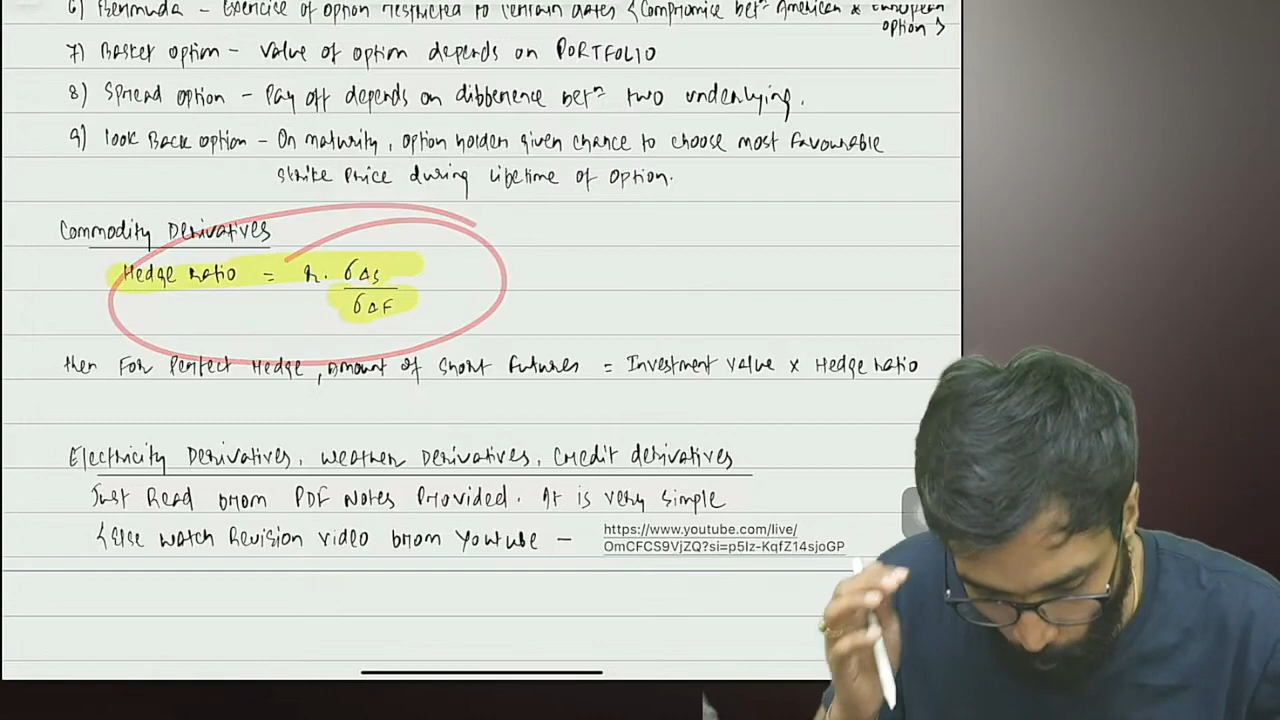 6) Bermuda - Exercise of option restricted to certain dates {Compromise betⁿ American & European
option}
7) Basket option - Value of option depends on PORTFOLIO
8) Spread option - Pay off depends on difference betⁿ two underlying.
9) look Back option - On maturity, option holder given chance to choose most favourable
strike Price during lifetime of option.
Commodity Derivatives
Hedge ratio = r. σΔs
σΔF
then For Perfect Hedge, amount of short futures = Investment value × Hedge ratio
Electricity Derivatives, weather Derivatives, Credit derivatives
Just Read from PDF Notes Provided. It is very simple
{Else watch Revision video from Youtube -
https://www.youtube.com/live/
OmCFCS9VjZQ?si=p5Iz-KqfZ14sjoGP